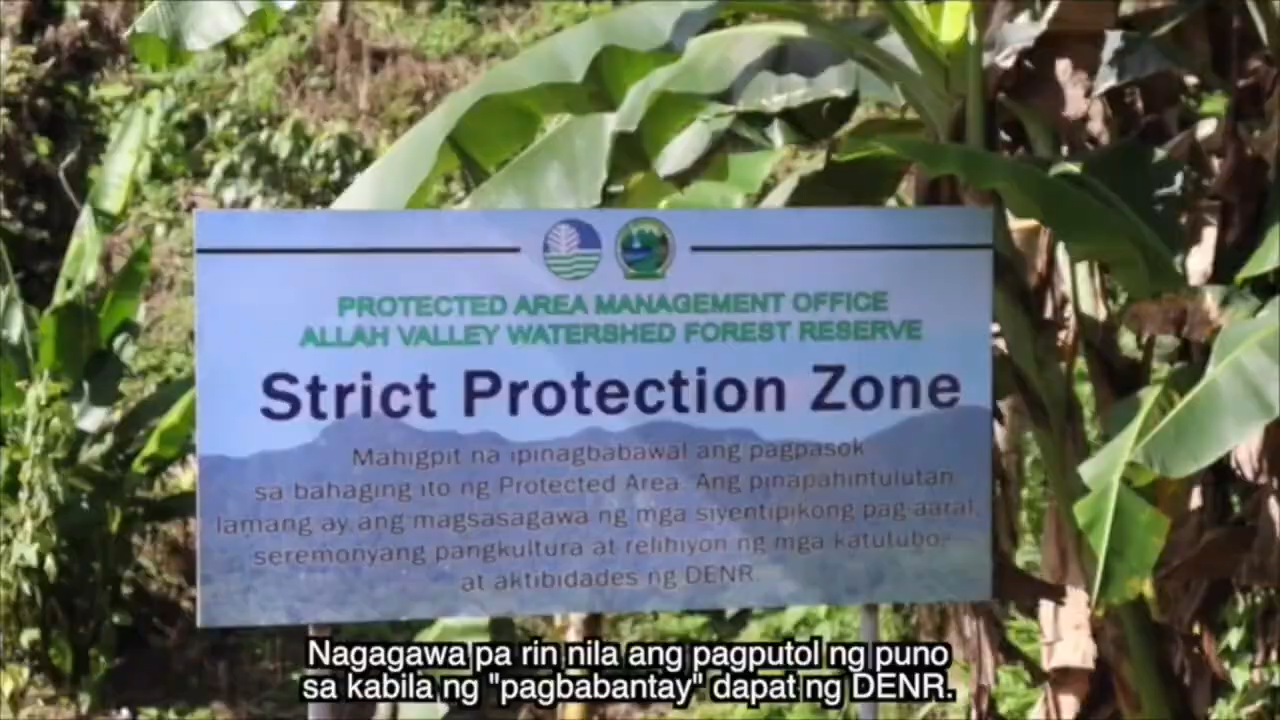 PROTECTED AREA MANAGEMENT OFFICE
ALLAH VALLEY WATERSHED FOREST RESERVE
Strict Protection Zone
Mahigpit na ipinagbabawal ang pagpasok
sa bahaging ito ng Protected Area. Ang pinapahintulutan
lamang ay ang magsasagawa ng mga siyentipikong pag-aaral,
seremonyang pangkultura at relihiyon ng mga katutubo,
at aktibidades ng DENR.
Nagagawa pa rin nila ang pagputol ng puno
sa kabila ng "pagbabantay" dapat ng DENR.